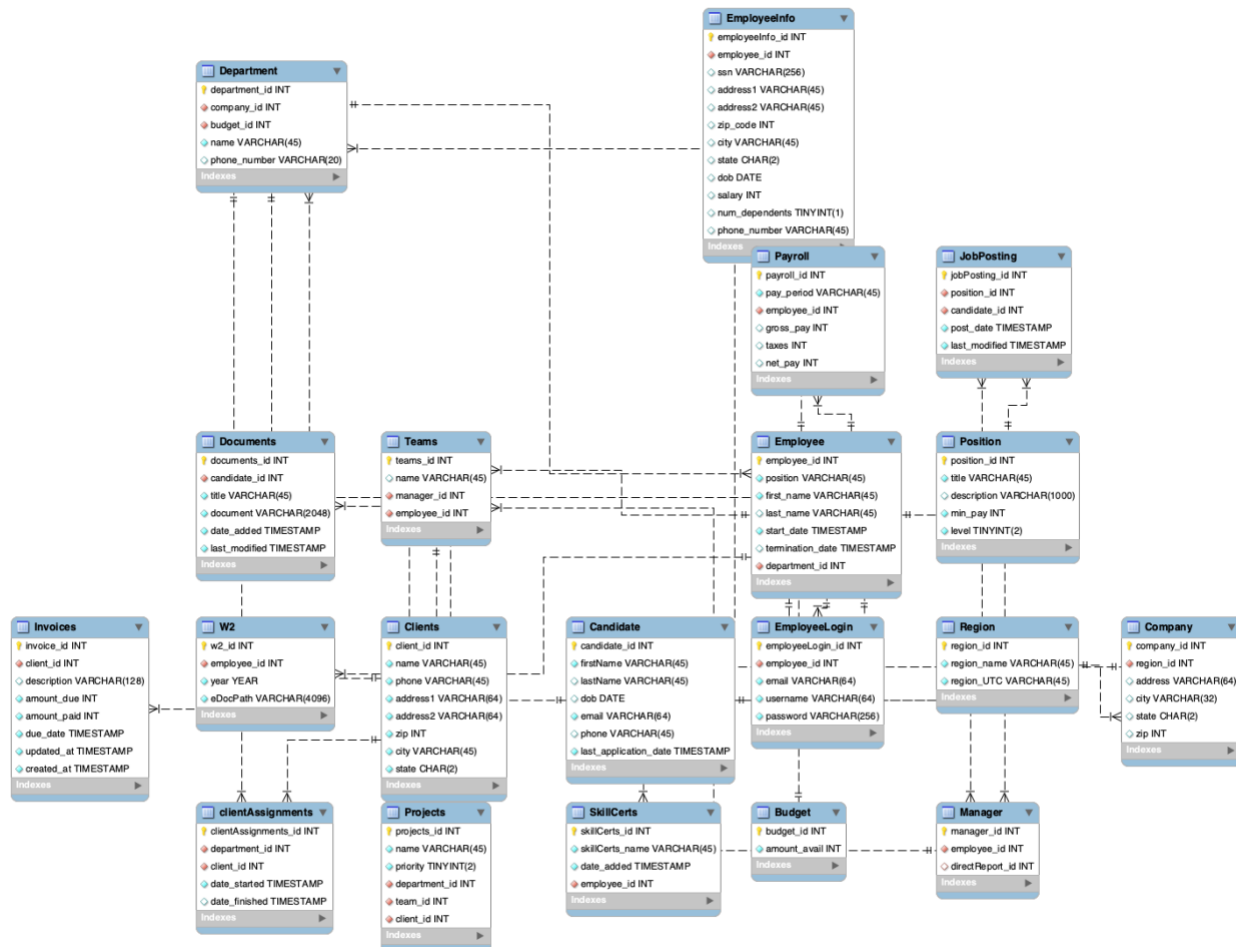 EmployeeInfo
employeeInfo_id INT
employee_id INT
ssn VARCHAR(256)
address1 VARCHAR(45)
address2 VARCHAR(45)
zip_code INT
city VARCHAR(45)
state CHAR(2)
dob DATE
salary INT
num_dependents TINYINT(1)
phone_number VARCHAR(45)
Indexes
Department
department_id INT
company_id INT
budget_id INT
name VARCHAR(45)
phone_number VARCHAR(20)
Indexes
Payroll
payroll_id INT
pay_period VARCHAR(45)
employee_id INT
gross_pay INT
taxes INT
net_pay INT
Indexes
JobPosting
jobPosting_id INT
position_id INT
candidate_id INT
post_date TIMESTAMP
last_modified TIMESTAMP
Indexes
Documents
documents_id INT
candidate_id INT
title VARCHAR(45)
document VARCHAR(2048)
date_added TIMESTAMP
last_modified TIMESTAMP
Indexes
Teams
teams_id INT
name VARCHAR(45)
manager_id INT
employee_id INT
Indexes
Employee
employee_id INT
position VARCHAR(45)
first_name VARCHAR(45)
last_name VARCHAR(45)
start_date TIMESTAMP
termination_date TIMESTAMP
department_id INT
Indexes
Position
position_id INT
title VARCHAR(45)
description VARCHAR(1000)
min_pay INT
level TINYINT(2)
Indexes
Invoices
invoice_id INT
client_id INT
description VARCHAR(128)
amount_due INT
amount_paid INT
due_date TIMESTAMP
updated_at TIMESTAMP
created_at TIMESTAMP
Indexes
W2
w2_id INT
employee_id INT
year YEAR
eDocPath VARCHAR(4096)
Indexes
Clients
client_id INT
name VARCHAR(45)
phone VARCHAR(45)
address1 VARCHAR(64)
address2 VARCHAR(64)
zip INT
city VARCHAR(45)
state CHAR(2)
Indexes
Candidate
candidate_id INT
firstName VARCHAR(45)
lastName VARCHAR(45)
dob DATE
email VARCHAR(64)
phone VARCHAR(45)
last_application_date TIMESTAMP
Indexes
EmployeeLogin
employeeLogin_id INT
employee_id INT
email VARCHAR(64)
username VARCHAR(64)
password VARCHAR(256)
Indexes
Region
region_id INT
region_name VARCHAR(45)
region_UTC VARCHAR(45)
Indexes
Company
company_id INT
region_id INT
address VARCHAR(64)
city VARCHAR(32)
state CHAR(2)
zip INT
Indexes
clientAssignments
clientAssignments_id INT
department_id INT
client_id INT
date_started TIMESTAMP
date_finished TIMESTAMP
Indexes
Projects
projects_id INT
name VARCHAR(45)
priority TINYINT(2)
department_id INT
team_id INT
client_id INT
Indexes
SkillCerts
skillCerts_id INT
skillCerts_name VARCHAR(45)
date_added TIMESTAMP
employee_id INT
Indexes
Budget
budget_id INT
amount_avail INT
Indexes
Manager
manager_id INT
employee_id INT
directReport_id INT
Indexes